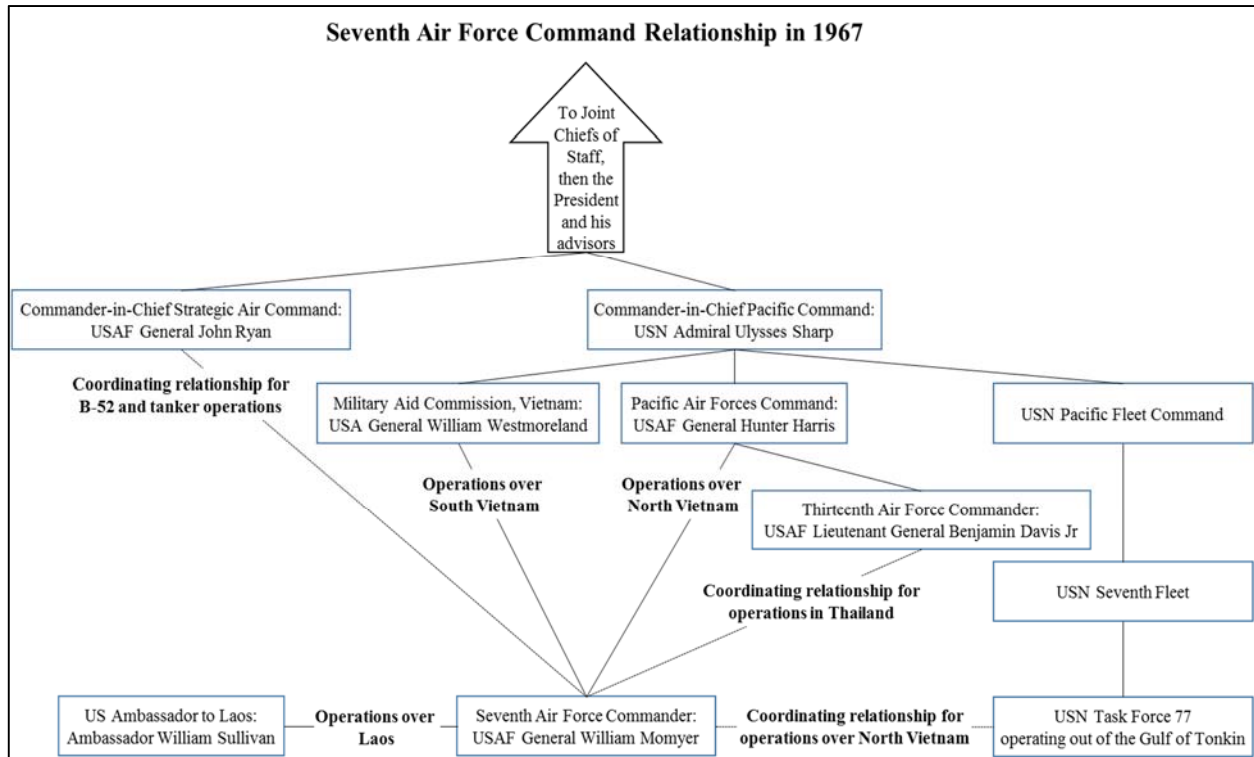 Seventh Air Force Command Relationship in 1967
To Joint
Chiefs of
Staff,
then the
President
and his
advisors
Commander-in-Chief Strategic Air Command:
USAF General John Ryan
Commander-in-Chief Pacific Command:
USN Admiral Ulysses Sharp
Coordinating relationship for
B-52 and tanker operations
Military Aid Commission, Vietnam:
USA General William Westmoreland
Pacific Air Forces Command:
USAF General Hunter Harris
USN Pacific Fleet Command
Operations over
South Vietnam
Operations over
North Vietnam
Thirteenth Air Force Commander:
USAF Lieutenant General Benjamin Davis Jr
Coordinating relationship for
operations in Thailand
USN Seventh Fleet
US Ambassador to Laos:
Ambassador William Sullivan
Operations over
Laos
Seventh Air Force Commander:
USAF General William Momyer
Coordinating relationship for
operations over North Vietnam
USN Task Force 77
operating out of the Gulf of Tonkin